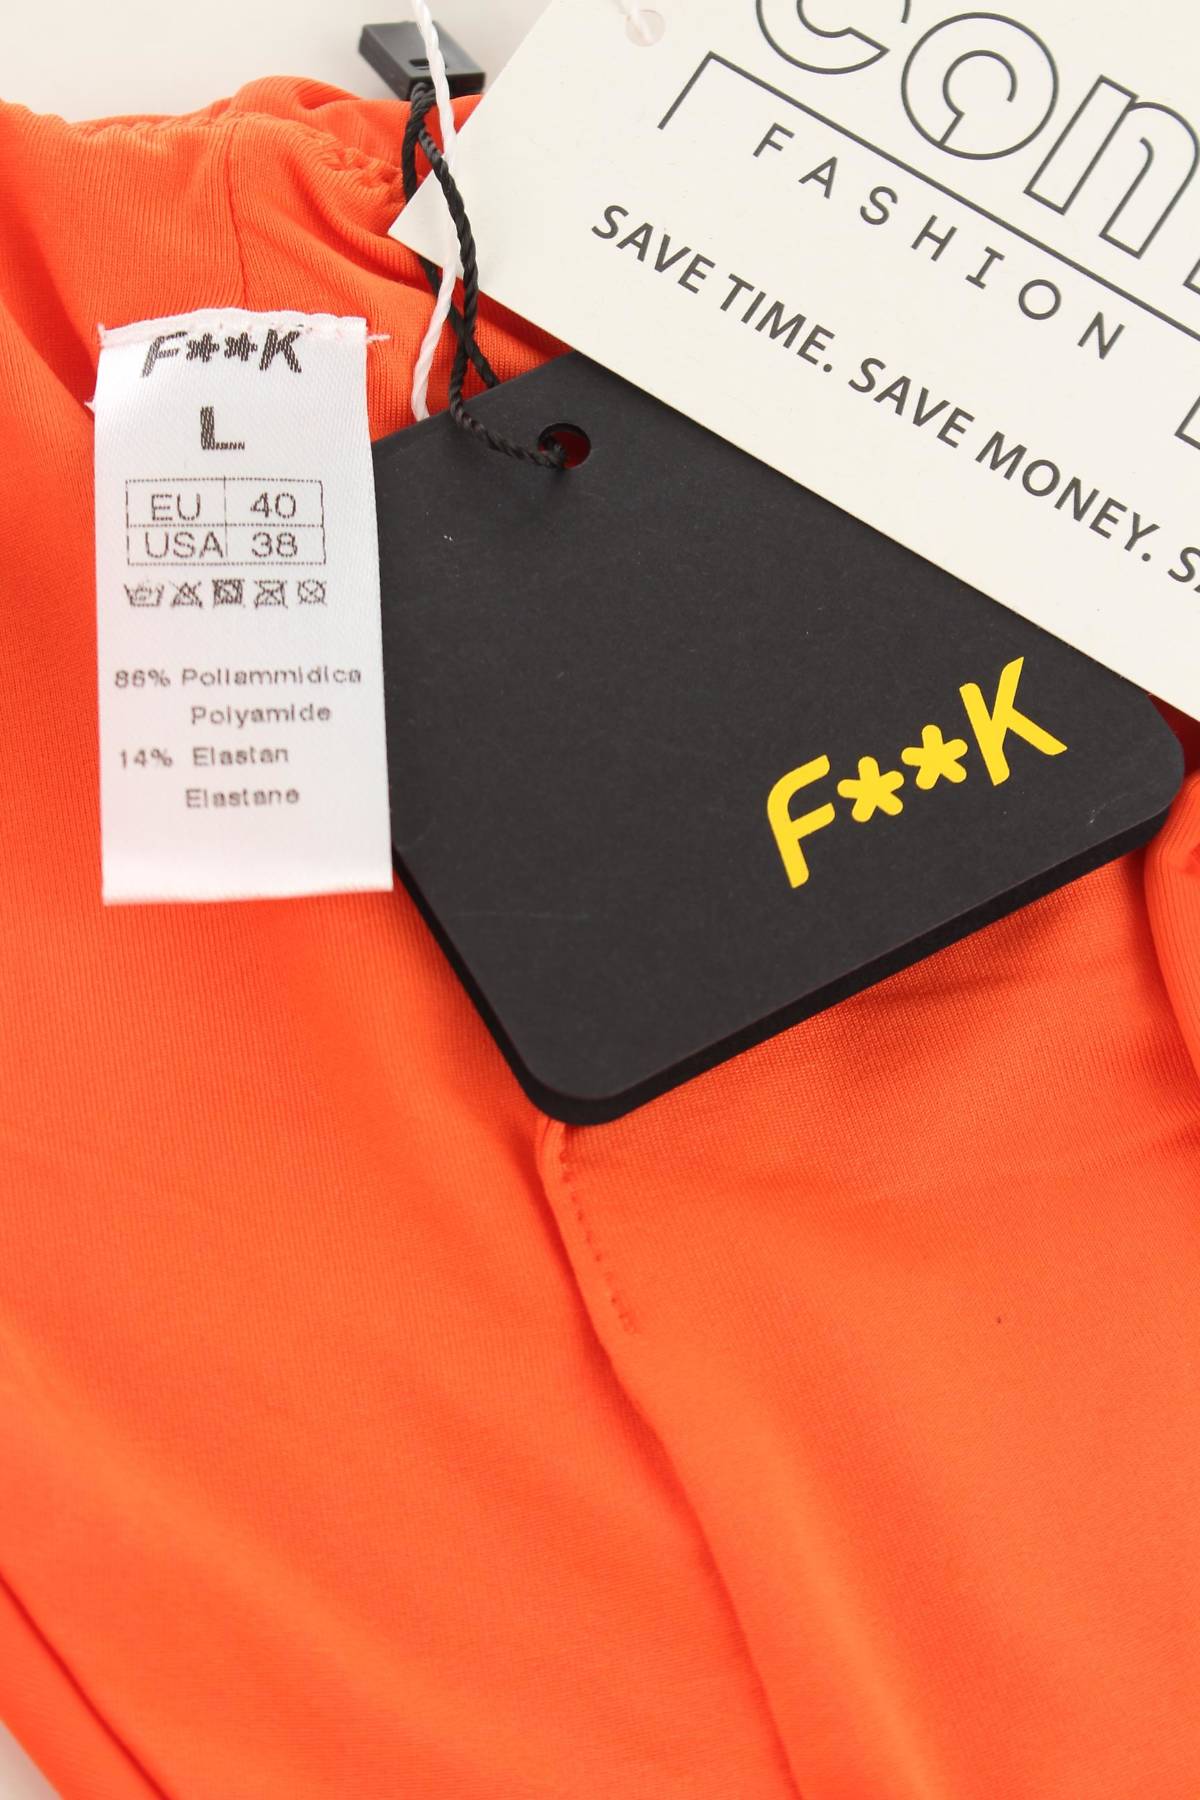 FASHION
SAVE TIME. SAVE MONEY.
F**K
L
EU 40
USA 38
86% Poliammidica
Polyamide
14% Elastan
Elastane
F**K